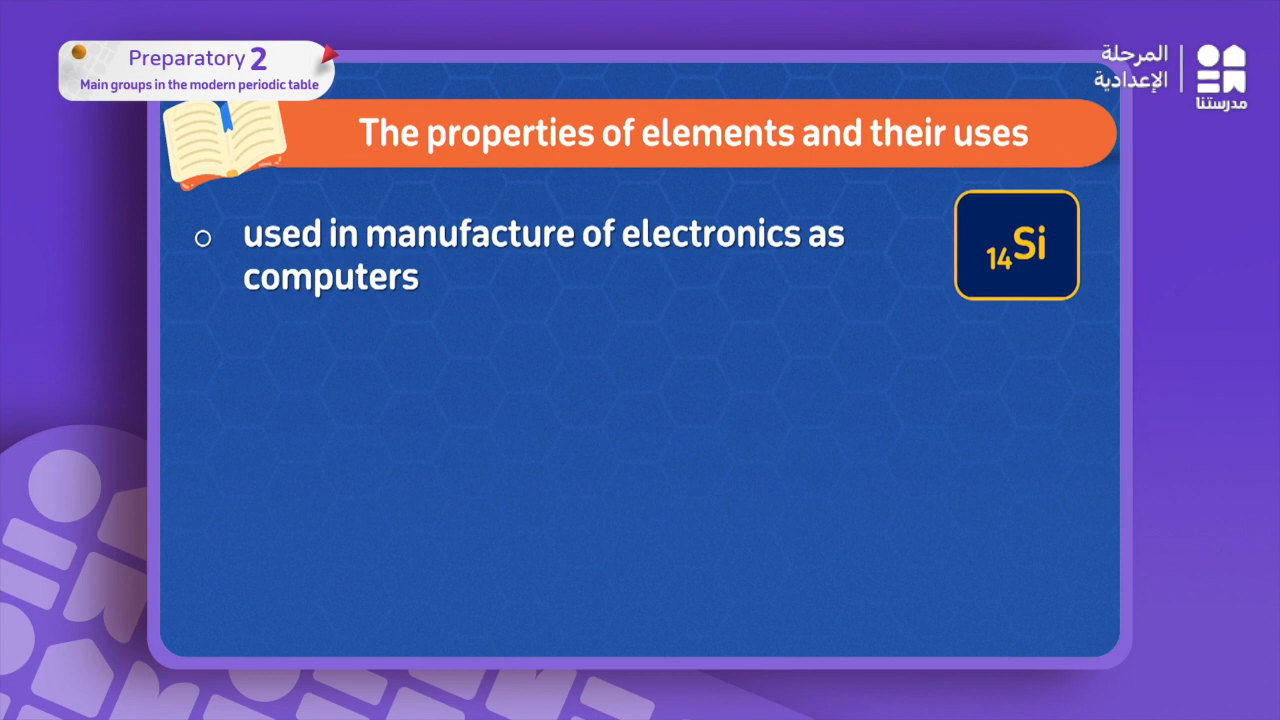 Preparatory 2
Main groups in the modern periodic table
المرحلة
الإعدادية
مدرستنا
The properties of elements and their uses
used in manufacture of electronics as
computers
14Si